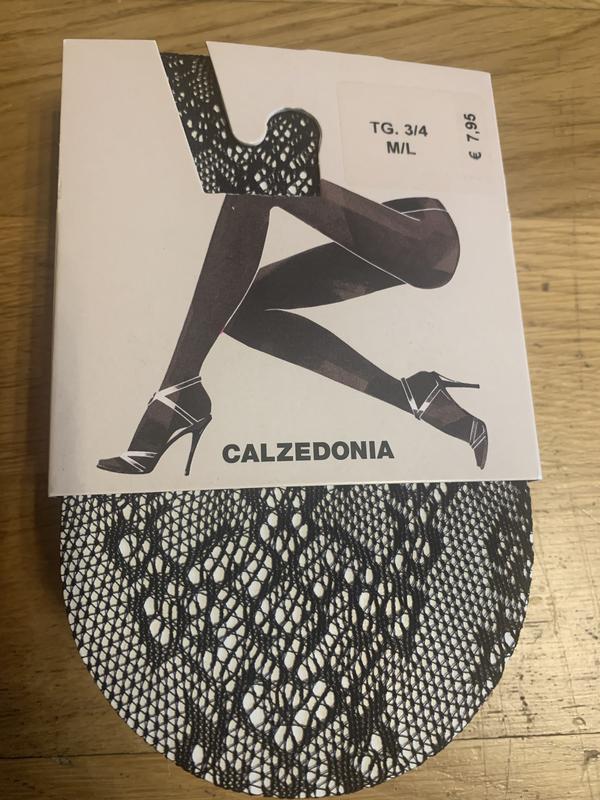 TG. 3/4
M/L
€ 7,95
CALZEDONIA